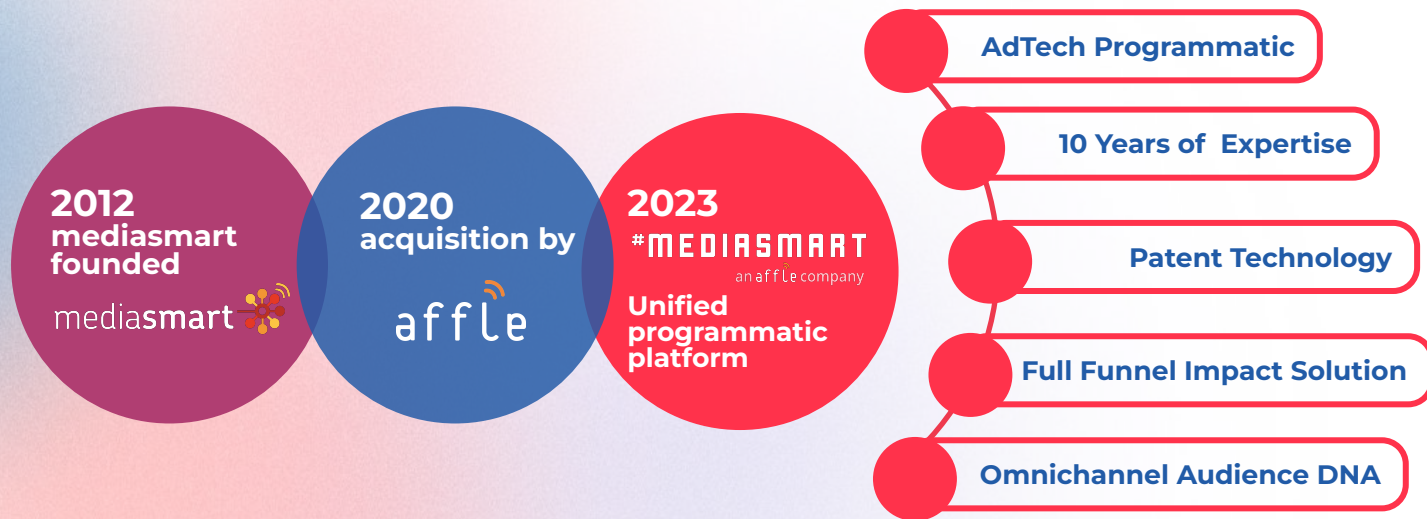 2012
mediasmart
founded
mediasmart
2020
acquisition by
affle
2023
#MEDIASMART
an affle company
Unified
programmatic
platform
AdTech Programmatic
10 Years of Expertise
Patent Technology
Full Funnel Impact Solution
Omnichannel Audience DNA